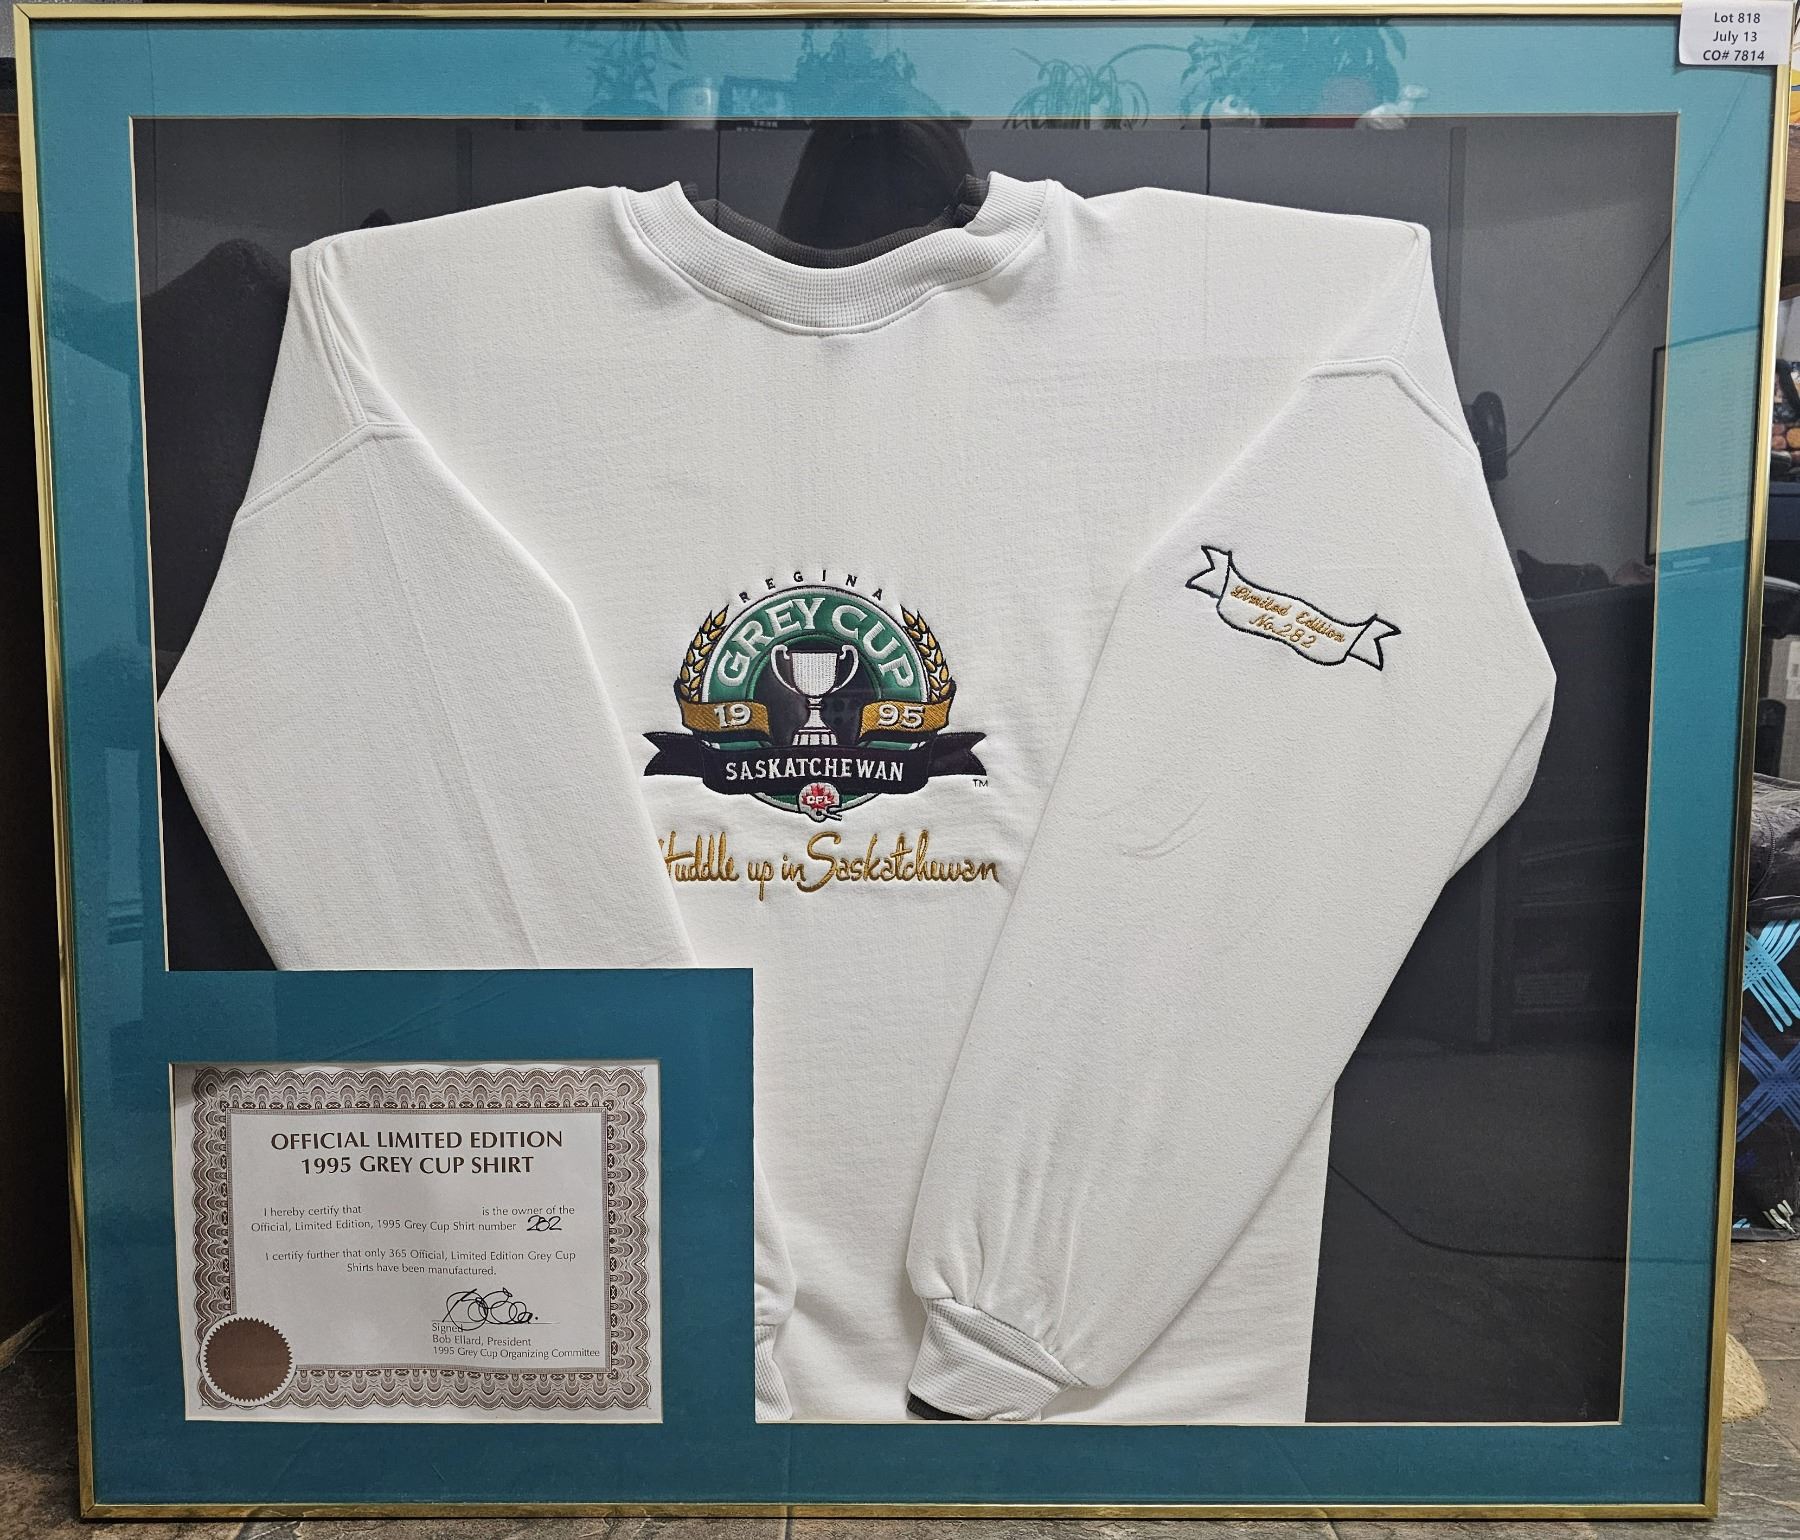 Lot 818
July 13
CO# 7814
REGINA
GREY CUP
1995
SASKATCHEWAN
TM
CFL
Huddle up in Saskatchewan
Limited Edition
No. 282
OFFICIAL LIMITED EDITION
1995 GREY CUP SHIRT
I hereby certify that is the owner of the
Official, Limited Edition, 1995 Grey Cup Shirt number 282
I certify further that only 365 Official, Limited Edition Grey Cup
Shirts have been manufactured.
Signed
Bob Ellard, President
1995 Grey Cup Organizing Committee